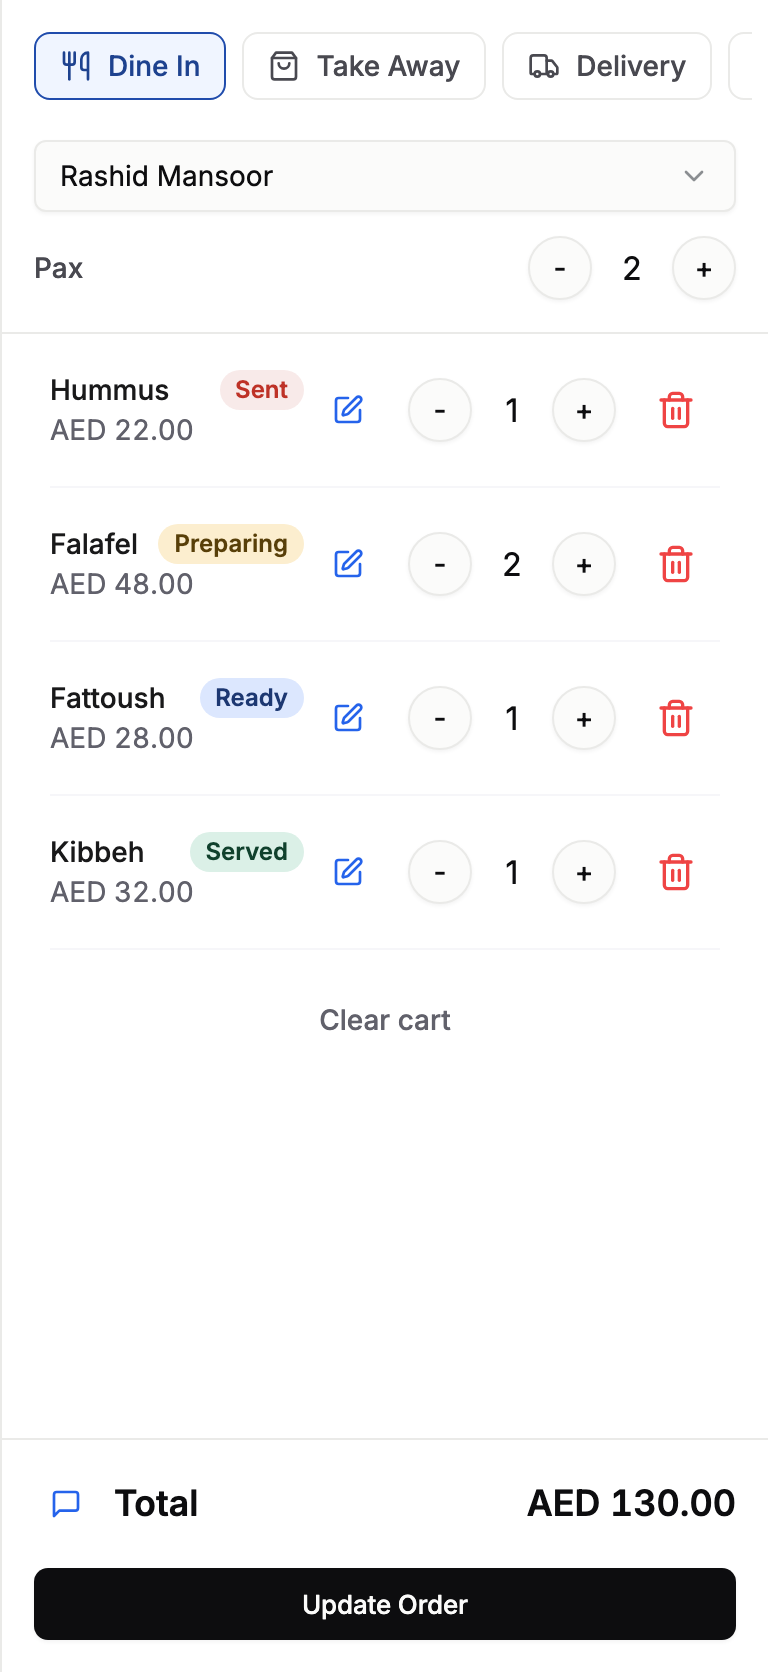 Dine In
Take Away
Delivery
Rashid Mansoor
Pax
- 2 +
Hummus Sent
AED 22.00
- 1 +
Falafel Preparing
AED 48.00
- 2 +
Fattoush Ready
AED 28.00
- 1 +
Kibbeh Served
AED 32.00
- 1 +
Clear cart
Total AED 130.00
Update Order